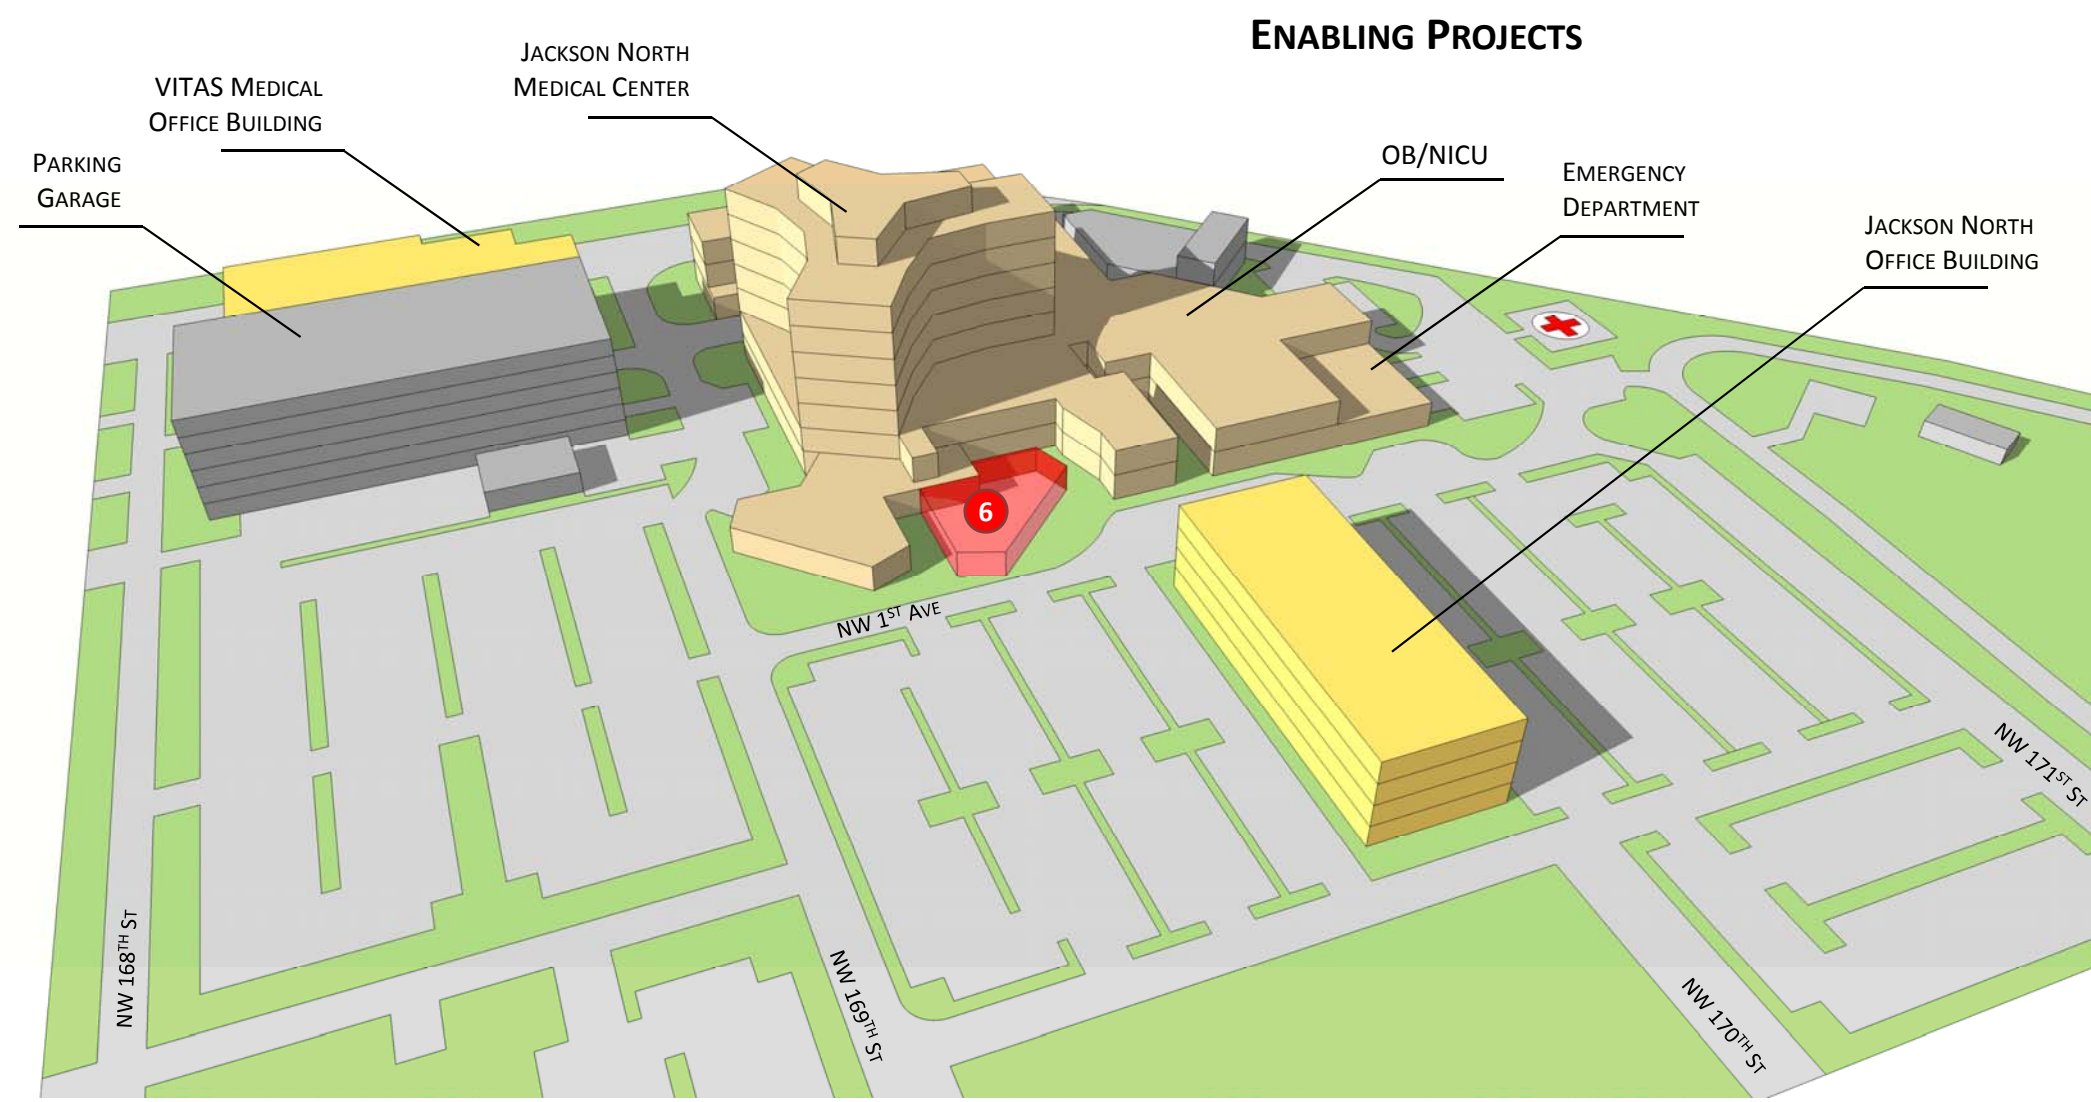 ENABLING PROJECTS
JACKSON NORTH
MEDICAL CENTER
VITAS MEDICAL
OFFICE BUILDING
PARKING
GARAGE
OB/NICU
EMERGENCY
DEPARTMENT
JACKSON NORTH
OFFICE BUILDING
6
NW 1ST AVE
NW 168TH ST
NW 169TH ST
NW 170TH ST
NW 171ST ST